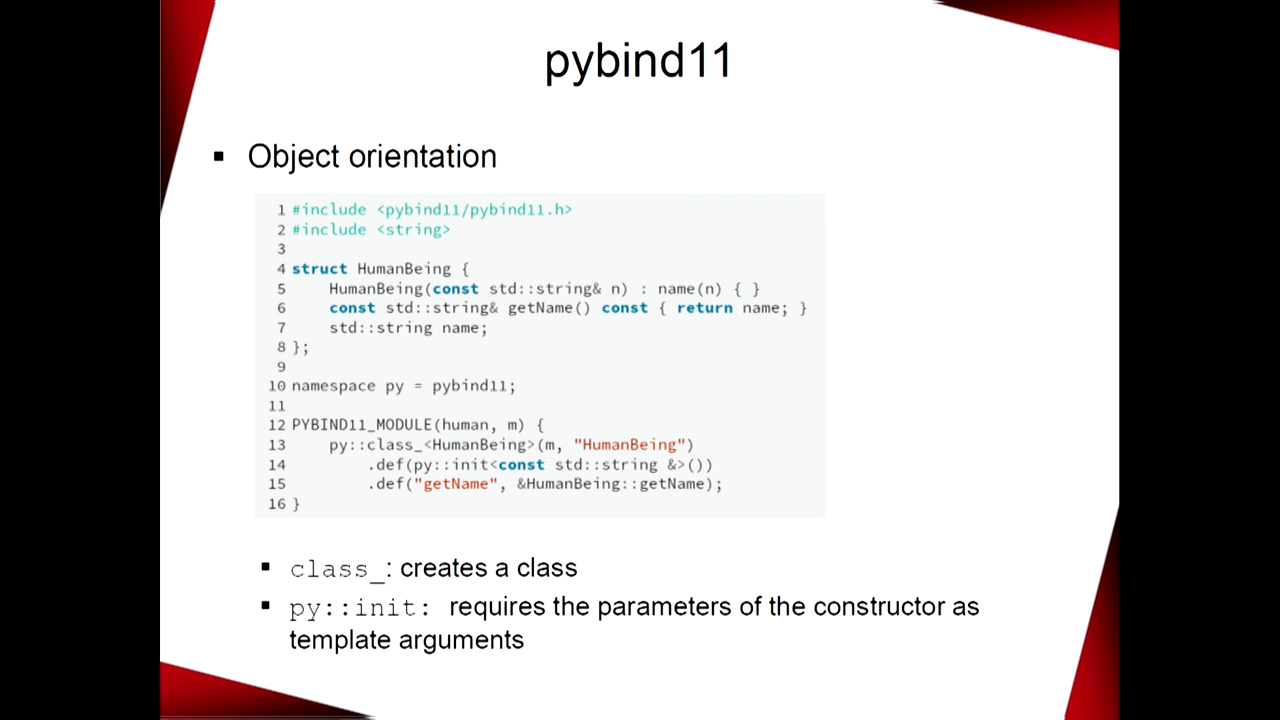 pybind11
▪ Object orientation
1 #include <pybind11/pybind11.h>
2 #include <string>
3
4 struct HumanBeing {
5     HumanBeing(const std::string& n) : name(n) { }
6     const std::string& getName() const { return name; }
7     std::string name;
8 };
9
10 namespace py = pybind11;
11
12 PYBIND11_MODULE(human, m) {
13     py::class_<HumanBeing>(m, "HumanBeing")
14         .def(py::init<const std::string &>())
15         .def("getName", &HumanBeing::getName);
16 }
▪ class_: creates a class
▪ py::init: requires the parameters of the constructor as
template arguments